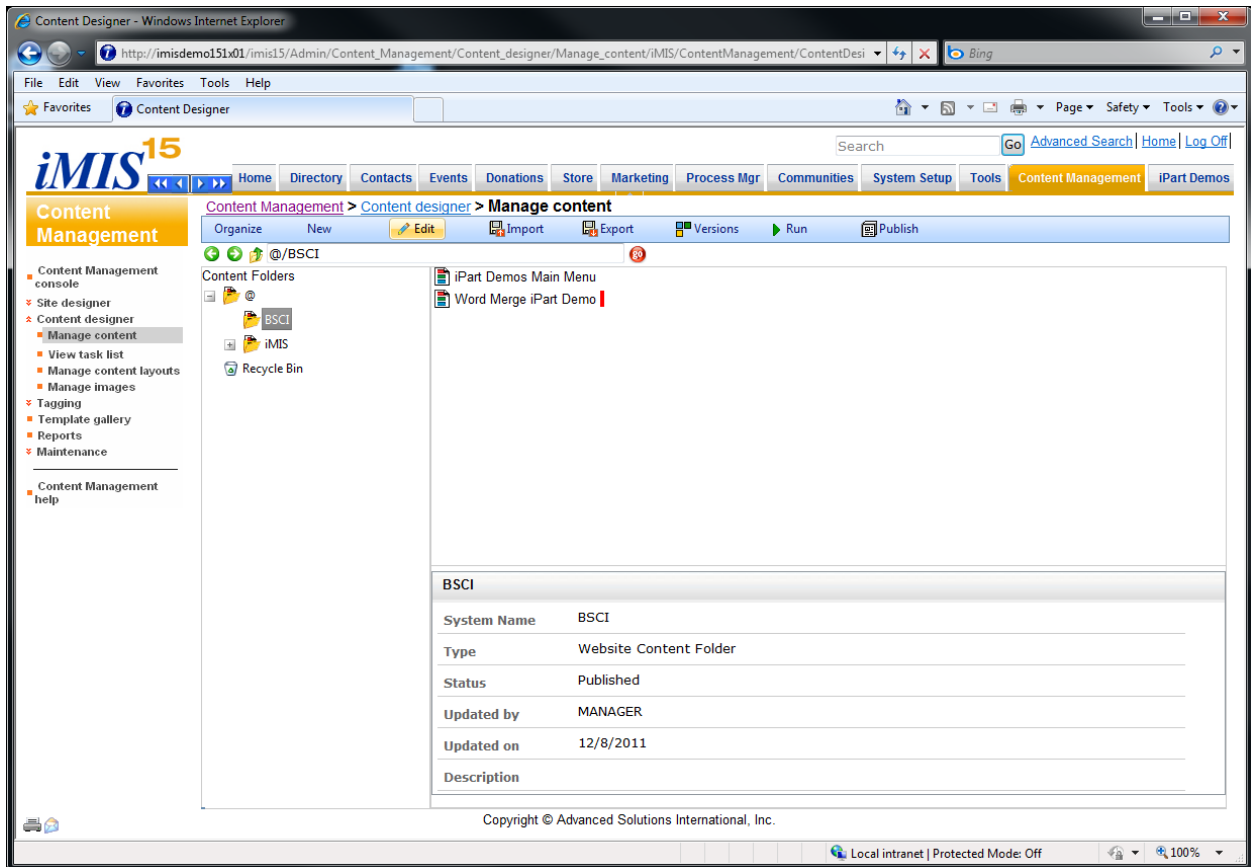 Content Designer - Windows Internet Explorer
http://imisdemo151x01/imis15/Admin/Content_Management/Content_designer/Manage_content/iMIS/ContentManagement/ContentDesi
Bing
File Edit View Favorites Tools Help
Favorites Content Designer Page Safety Tools
iMIS15
Search Go Advanced Search Home Log Off
Home Directory Contacts Events Donations Store Marketing Process Mgr Communities System Setup Tools Content Management iPart Demos
Content
Management
Content Management
console
Site designer
Content designer
Manage content
View task list
Manage content layouts
Manage images
Tagging
Template gallery
Reports
Maintenance
Content Management
help
Content Management > Content designer > Manage content
Organize New Edit Import Export Versions Run Publish
@/BSCI go
Content Folders
@
BSCI
iMIS
Recycle Bin
iPart Demos Main Menu
Word Merge iPart Demo
BSCI
System Name BSCI
Type Website Content Folder
Status Published
Updated by MANAGER
Updated on 12/8/2011
Description
Copyright © Advanced Solutions International, Inc.
Local intranet | Protected Mode: Off 100%